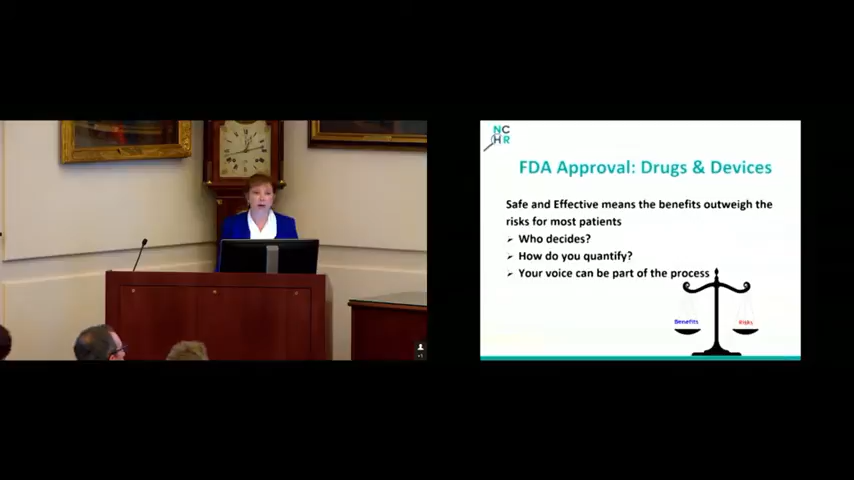 NC
HR
FDA Approval: Drugs & Devices
Safe and Effective means the benefits outweigh the
risks for most patients
➢ Who decides?
➢ How do you quantify?
➢ Your voice can be part of the process
Benefits
Risks